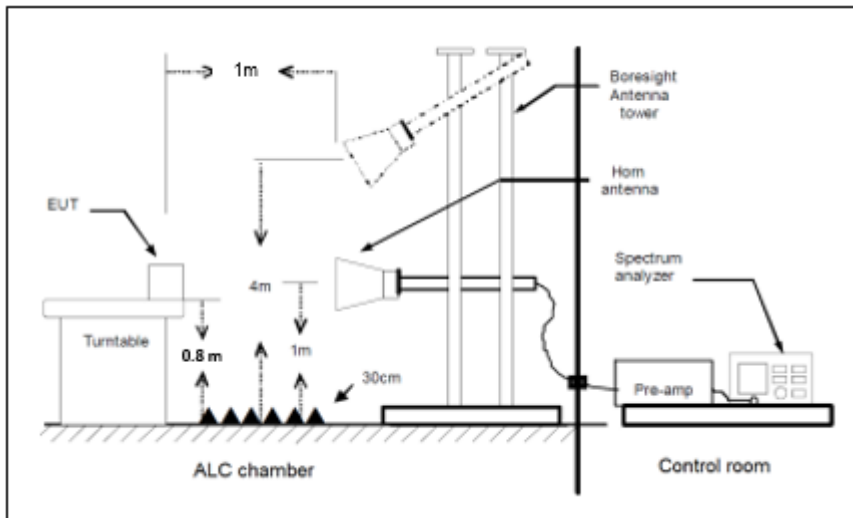 1m
Boresight
Antenna
tower
Horn
antenna
EUT
Spectrum
analyzer
4m
Turntable
0.8 m
1m
30cm
Pre-amp
ALC chamber
Control room